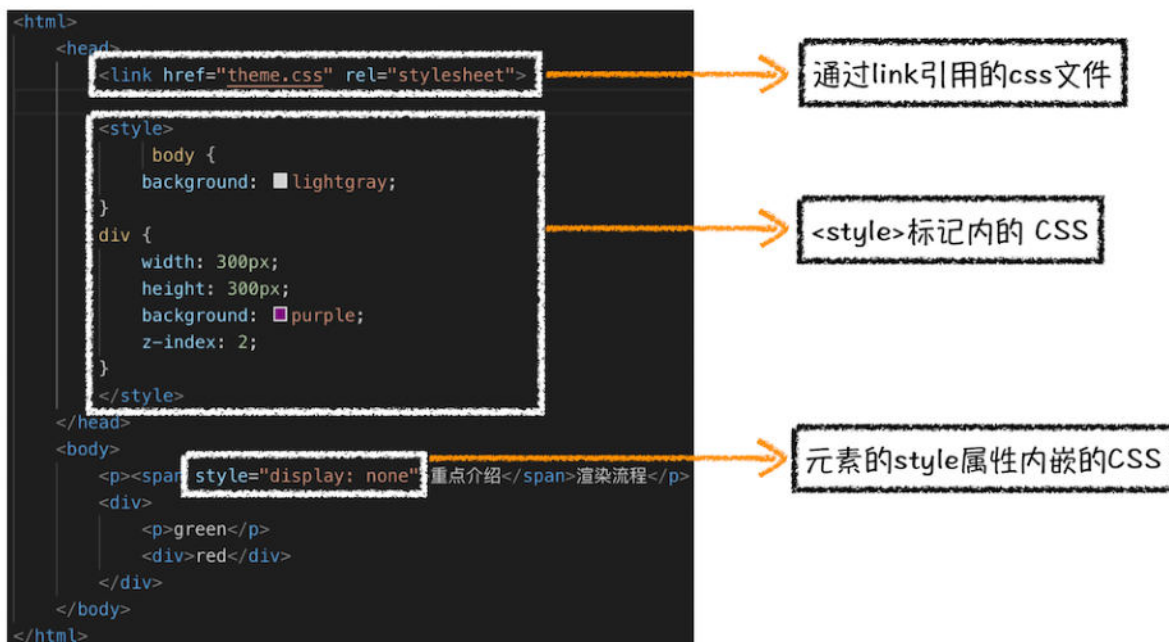 <html>
<head>
<link href="theme.css" rel="stylesheet">
通过link引用的css文件
<style>
body {
background: lightgray;
}
div {
width: 300px;
height: 300px;
background: purple;
z-index: 2;
}
</style>
<style>标记内的 CSS
</head>
<body>
<p><span style="display: none" 重点介绍</span>渲染流程</p>
元素的style属性内嵌的CSS
<div>
<p>green</p>
<div>red</div>
</div>
</body>
</html>